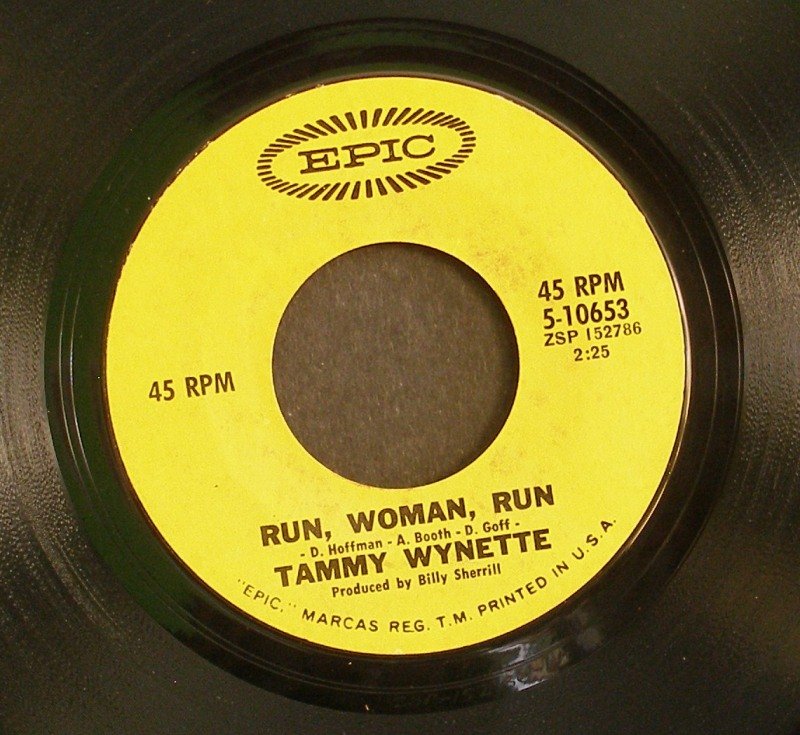 EPIC
45 RPM
5-10653
ZSP 152786
2:25
45 RPM
RUN, WOMAN, RUN
- D. Hoffman - A. Booth - D. Goff -
TAMMY WYNETTE
Produced by Billy Sherrill
"EPIC," MARCAS REG. T.M. PRINTED IN U.S.A.